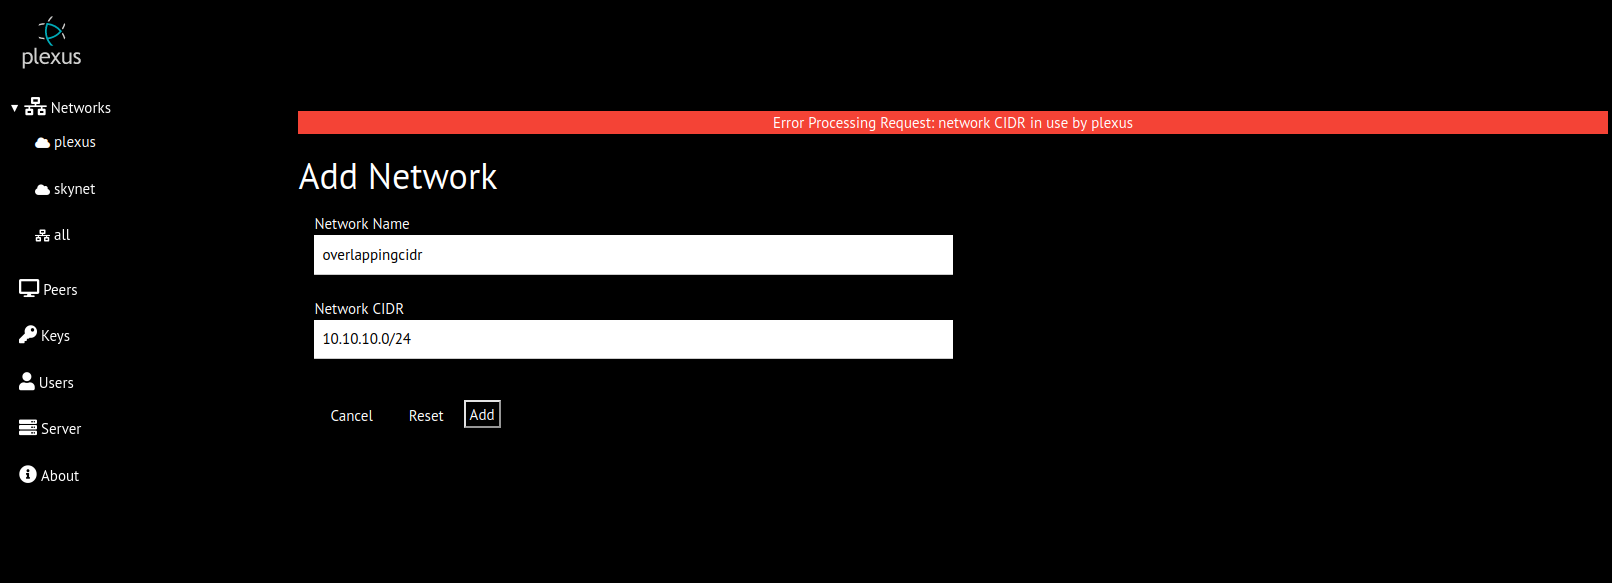 plexus
▼ Networks
plexus
skynet
all
Peers
Keys
Users
Server
About
Error Processing Request: network CIDR in use by plexus
Add Network
Network Name
overlappingcidr
Network CIDR
10.10.10.0/24
Cancel Reset Add